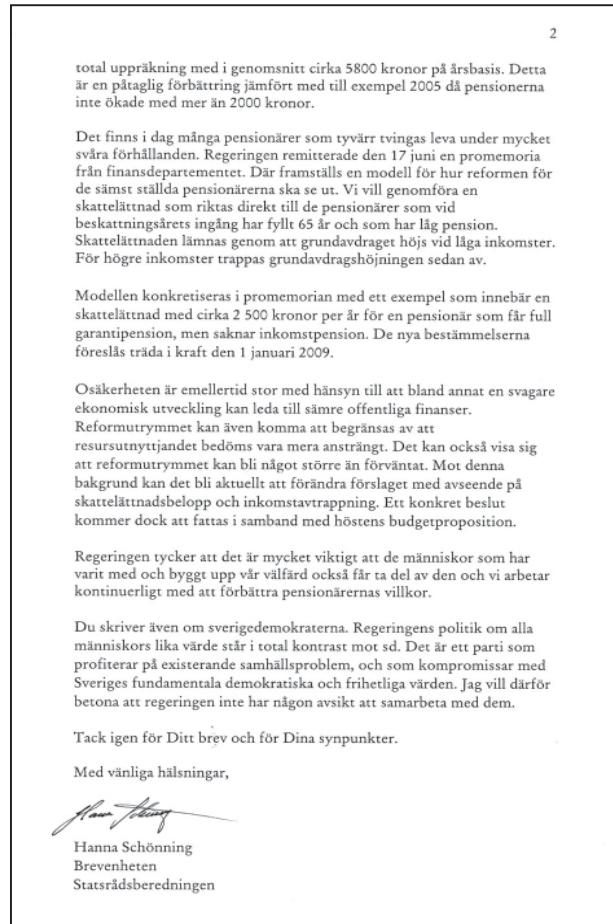 2
total uppräkning med i genomsnitt cirka 5800 kronor på årsbasis. Detta
är en påtaglig förbättring jämfört med till exempel 2005 då pensionerna
inte ökade med mer än 2000 kronor.
Det finns i dag många pensionärer som tyvärr tvingas leva under mycket
svåra förhållanden. Regeringen remitterade den 17 juni en promemoria
från finansdepartementet. Där framställs en modell för hur reformen för
de sämst ställda pensionärerna ska se ut. Vi vill genomföra en
skattelättnad som riktas direkt till de pensionärer som vid
beskattningsårets ingång har fyllt 65 år och som har låg pension.
Skattelättnaden lämnas genom att grundavdraget höjs vid låga inkomster.
För högre inkomster trappas grundavdragshöjningen sedan av.
Modellen konkretiseras i promemorian med ett exempel som innebär en
skattelättnad med cirka 2 500 kronor per år för en pensionär som får full
garantipension, men saknar inkomstpension. De nya bestämmelserna
föreslås träda i kraft den 1 januari 2009.
Osäkerheten är emellertid stor med hänsyn till att bland annat en svagare
ekonomisk utveckling kan leda till sämre offentliga finanser.
Reformutrymmet kan även komma att begränsas av att
resursutnyttjandet bedöms vara mera ansträngt. Det kan också visa sig
att reformutrymmet kan bli något större än förväntat. Mot denna
bakgrund kan det bli aktuellt att förändra förslaget med avseende på
skattelättnadsbelopp och inkomstavtrappning. Ett konkret beslut
kommer dock att fattas i samband med höstens budgetproposition.
Regeringen tycker att det är mycket viktigt att de människor som har
varit med och byggt upp vår välfärd också får ta del av den och vi arbetar
kontinuerligt med att förbättra pensionärernas villkor.
Du skriver även om sverigedemokraterna. Regeringens politik om alla
människors lika värde står i total kontrast mot sd. Det är ett parti som
profiterar på existerande samhällsproblem, och som kompromissar med
Sveriges fundamentala demokratiska och frihetliga värden. Jag vill därför
betona att regeringen inte har någon avsikt att samarbeta med dem.
Tack igen för Ditt brev och för Dina synpunkter.
Med vänliga hälsningar,
Hanna Schönning
Brevenheten
Statsrådsberedningen